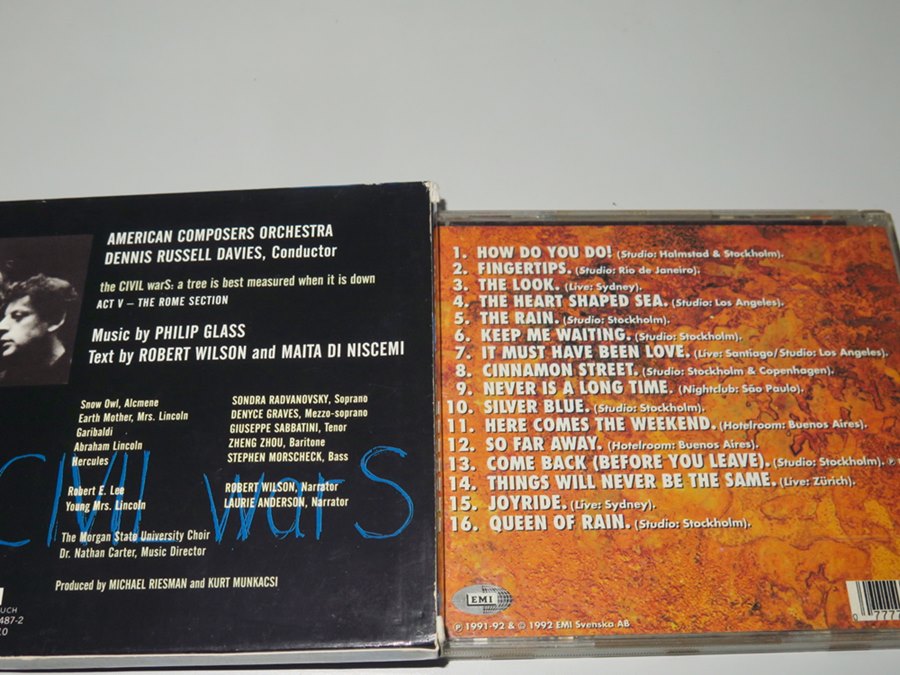 AMERICAN COMPOSERS ORCHESTRA
DENNIS RUSSELL DAVIES, Conductor
the CIVIL warS: a tree is best measured when it is down
ACT V – THE ROME SECTION
Music by PHILIP GLASS
Text by ROBERT WILSON and MAITA DI NISCEMI
Snow Owl, Alcmene SONDRA RADVANOVSKY, Soprano
Earth Mother, Mrs. Lincoln DENYCE GRAVES, Mezzo-soprano
Garibaldi GIUSEPPE SABBATINI, Tenor
Abraham Lincoln ZHENG ZHOU, Baritone
Hercules STEPHEN MORSCHECK, Bass
CIVIL warS
Robert E. Lee ROBERT WILSON, Narrator
Young Mrs. Lincoln LAURIE ANDERSON, Narrator
The Morgan State University Choir
Dr. Nathan Carter, Music Director
Produced by MICHAEL RIESMAN and KURT MUNKACSI
UCH
487-2
1. HOW DO YOU DO! (Studio: Halmstad & Stockholm).
2. FINGERTIPS. (Studio: Rio de Janeiro).
3. THE LOOK. (Live: Sydney).
4. THE HEART SHAPED SEA. (Studio: Los Angeles).
5. THE RAIN. (Studio: Stockholm).
6. KEEP ME WAITING. (Studio: Stockholm).
7. IT MUST HAVE BEEN LOVE. (Live: Santiago/Studio: Los Angeles).
8. CINNAMON STREET. (Studio: Stockholm & Copenhagen).
9. NEVER IS A LONG TIME. (Nightclub: São Paulo).
10. SILVER BLUE. (Studio: Stockholm).
11. HERE COMES THE WEEKEND. (Hotelroom: Buenos Aires).
12. SO FAR AWAY. (Hotelroom: Buenos Aires).
13. COME BACK (BEFORE YOU LEAVE). (Studio: Stockholm).
14. THINGS WILL NEVER BE THE SAME. (Live: Zürich).
15. JOYRIDE. (Live: Sydney).
16. QUEEN OF RAIN. (Studio: Stockholm).
EMI
℗ 1991-92 & © 1992 EMI Svenska AB
0 7777